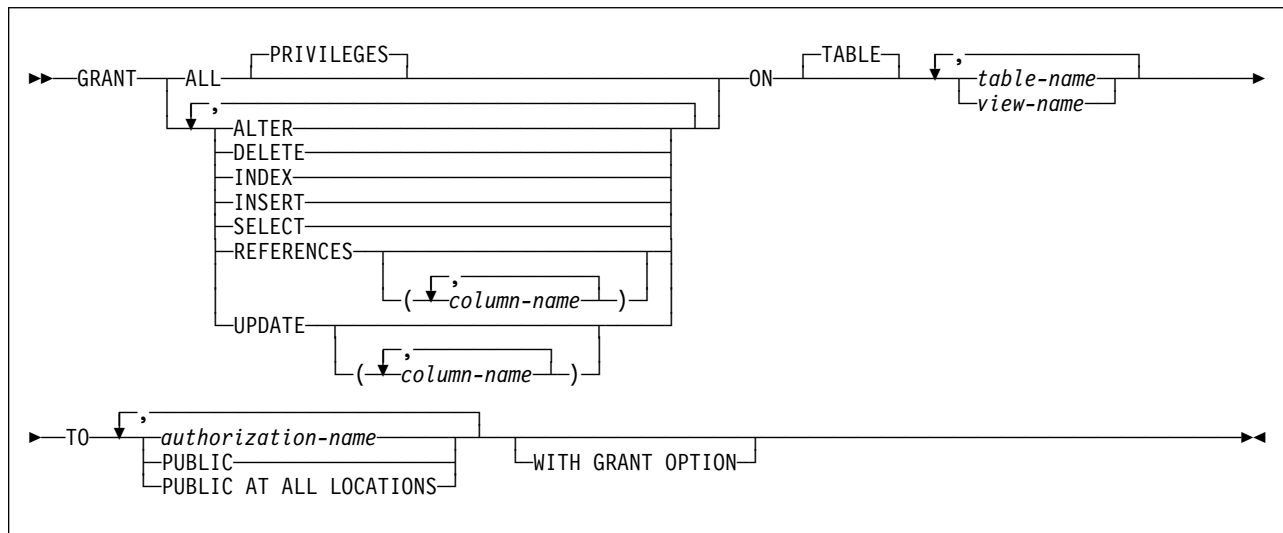 PRIVILEGES
TABLE
,
GRANT ALL ON table-name
view-name
,
ALTER
DELETE
INDEX
INSERT
SELECT
REFERENCES
,
( column-name )
UPDATE
,
( column-name )
,
TO authorization-name
PUBLIC
PUBLIC AT ALL LOCATIONS
WITH GRANT OPTION